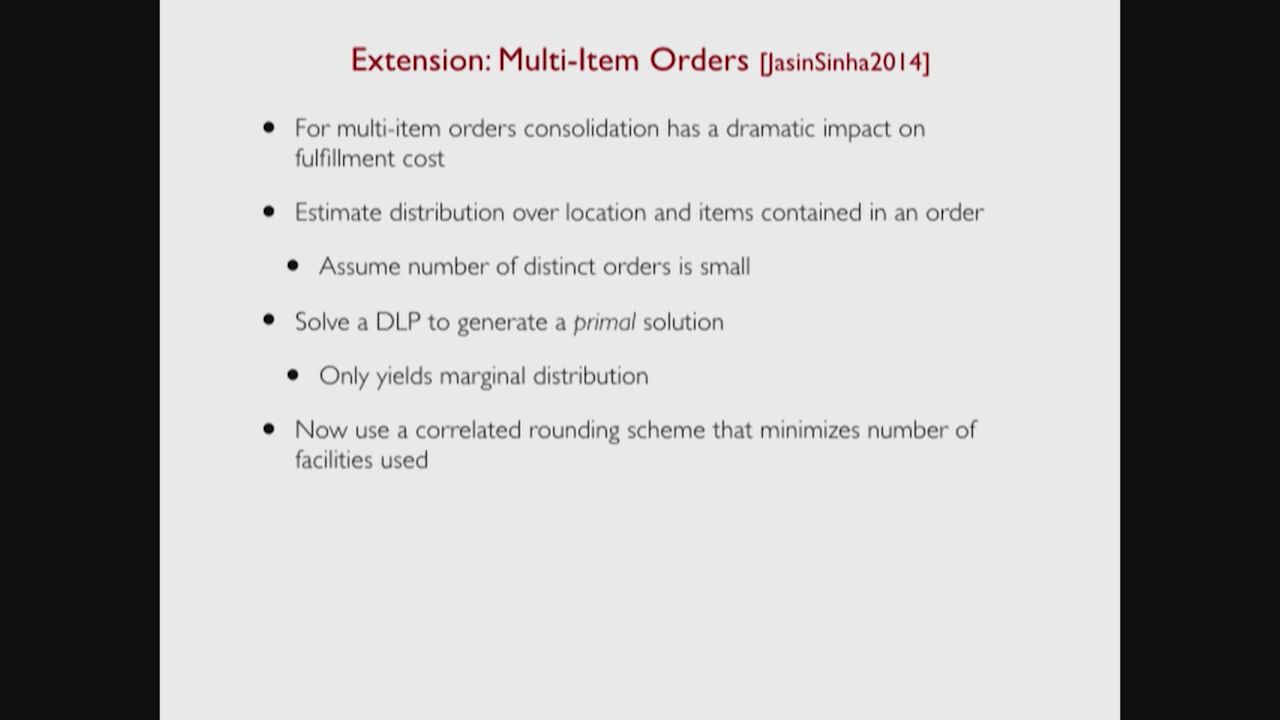 Extension: Multi-Item Orders [JasinSinha2014]
● For multi-item orders consolidation has a dramatic impact on
fulfillment cost
● Estimate distribution over location and items contained in an order
● Assume number of distinct orders is small
● Solve a DLP to generate a primal solution
● Only yields marginal distribution
● Now use a correlated rounding scheme that minimizes number of
facilities used